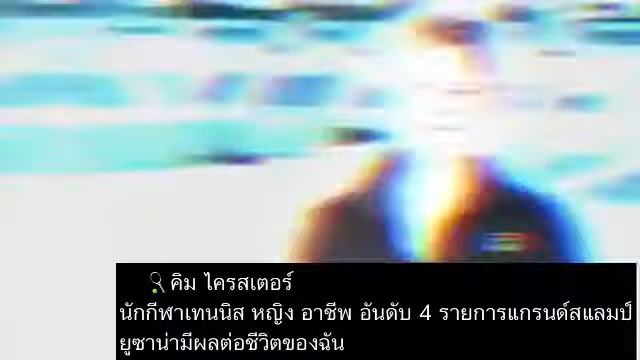 คิม ไครสเตอร์
นักกีฬาเทนนิส หญิง อาชีพ อันดับ 4 รายการแกรนด์สแลมป์
ยูซาน่ามีผลต่อชีวิตของฉัน